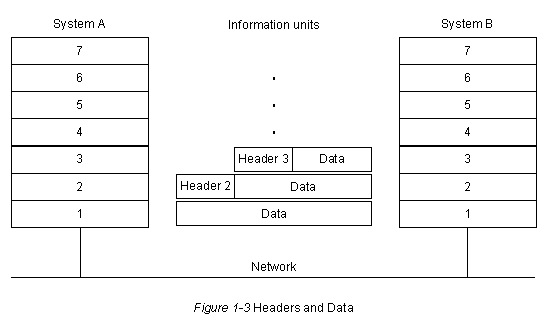 System A Information units System B
7 7
6 . 6
5 . 5
4 . 4
3 Header 3 Data 3
2 Header 2 Data 2
1 Data 1
Network
Figure 1-3 Headers and Data